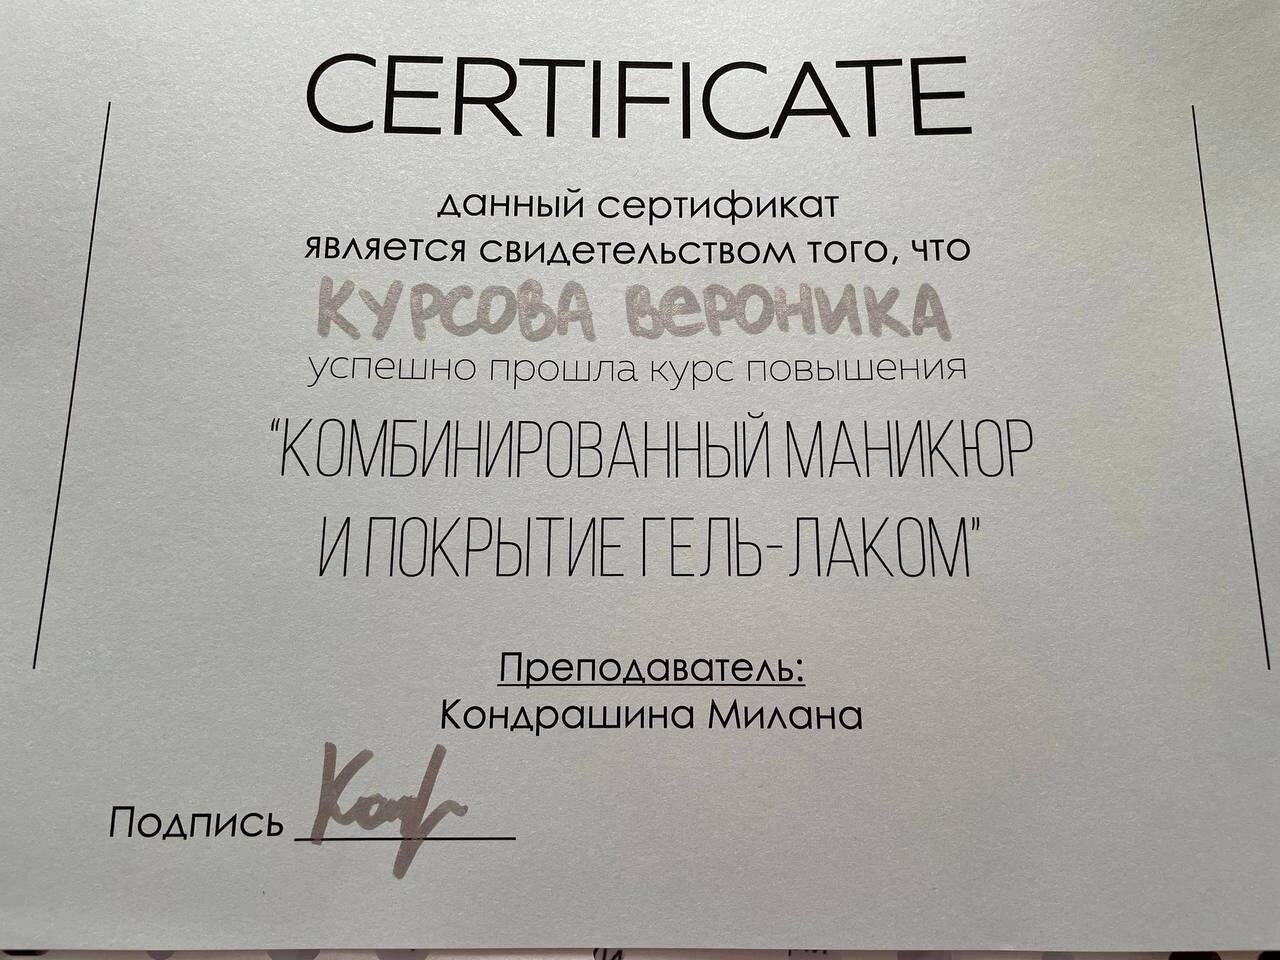 CERTIFICATE
данный сертификат
является свидетельством того, что
КУРСОВА ВЕРОНИКА
успешно прошла курс повышения
“КОМБИНИРОВАННЫЙ МАНИКЮР
И ПОКРЫТИЕ ГЕЛЬ-ЛАКОМ”
Преподаватель:
Кондрашина Милана
Подпись